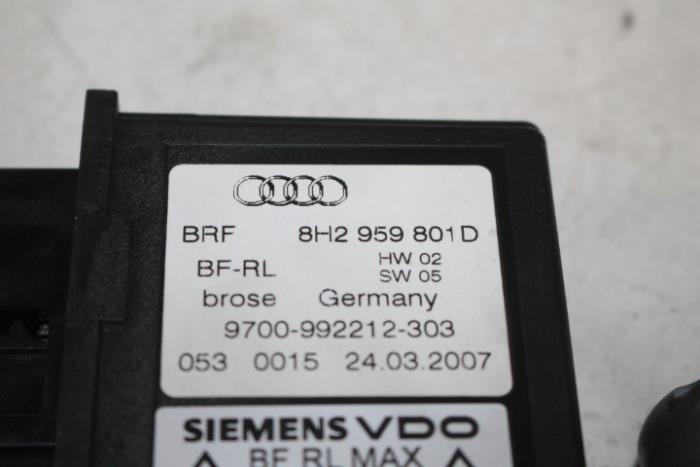 BRF 8H2 959 801D
BF-RL HW 02
SW 05
brose Germany
9700-992212-303
053 0015 24.03.2007
SIEMENS VDO
BF RL MAX